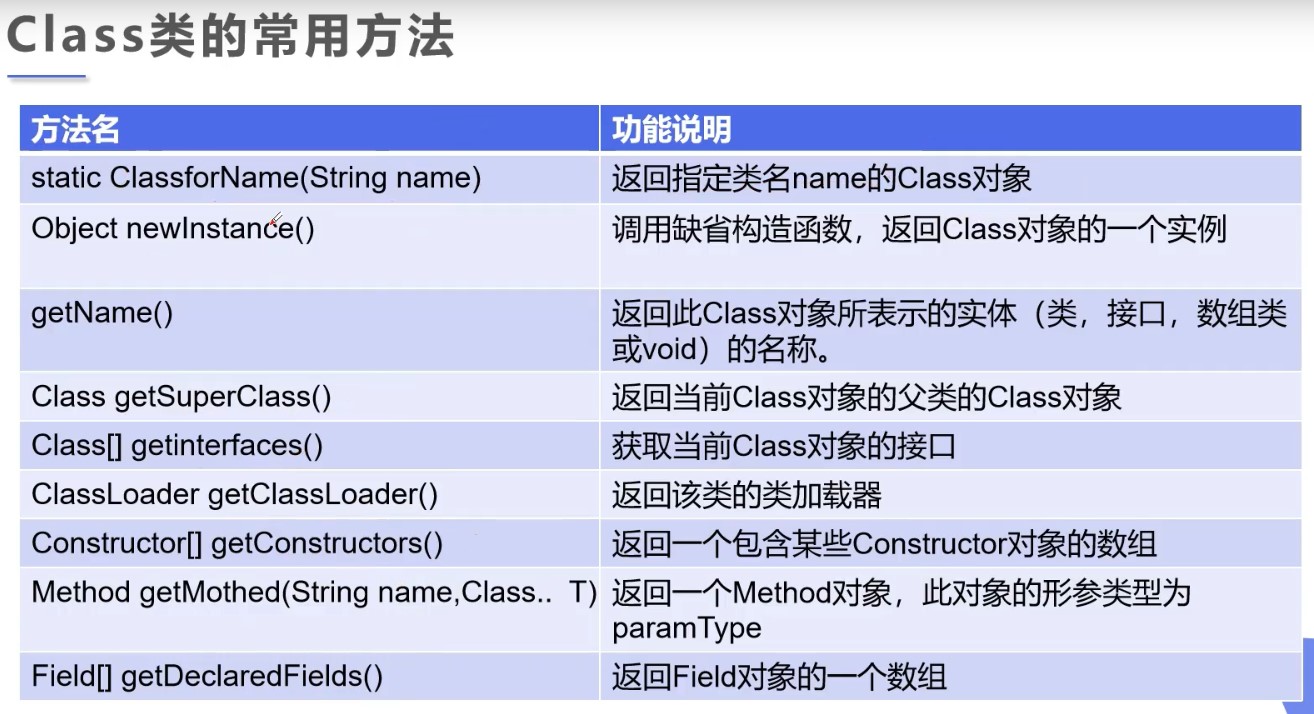 Class类的常用方法
方法名
功能说明
static ClassforName(String name)
返回指定类名name的Class对象
Object newInstance()
调用缺省构造函数，返回Class对象的一个实例
getName()
返回此Class对象所表示的实体（类，接口，数组类
或void）的名称。
Class getSuperClass()
返回当前Class对象的父类的Class对象
Class[] getinterfaces()
获取当前Class对象的接口
ClassLoader getClassLoader()
返回该类的类加载器
Constructor[] getConstructors()
返回一个包含某些Constructor对象的数组
Method getMothed(String name,Class.. T)
返回一个Method对象，此对象的形参类型为
paramType
Field[] getDeclaredFields()
返回Field对象的一个数组